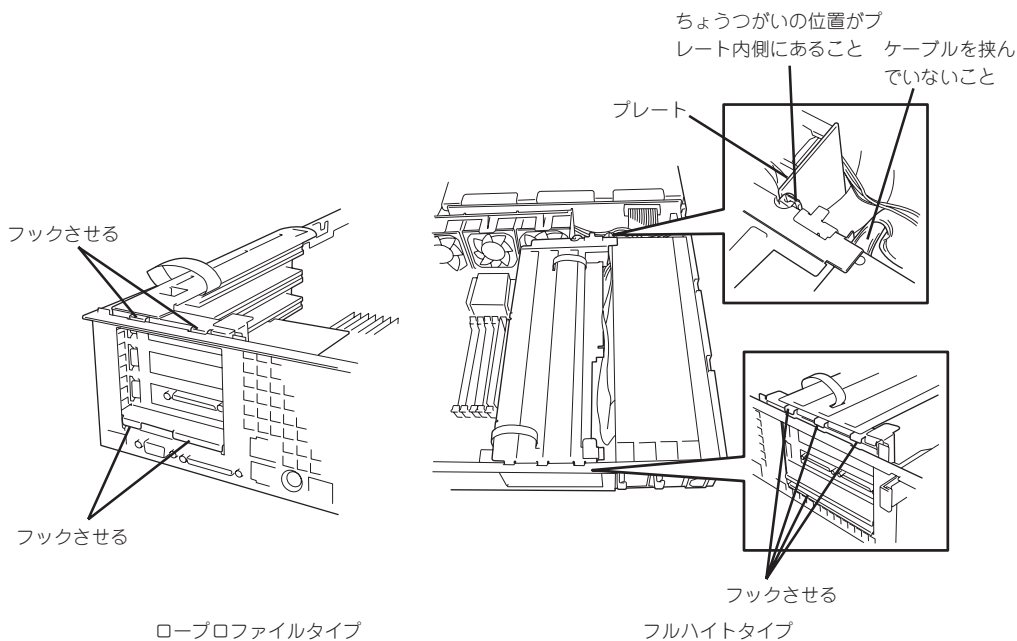 ちょうつがいの位置がプ
レート内側にあること
ケーブルを挟ん
でいないこと
プレート
フックさせる
フックさせる
フックさせる
ロープロファイルタイプ
フルハイトタイプ